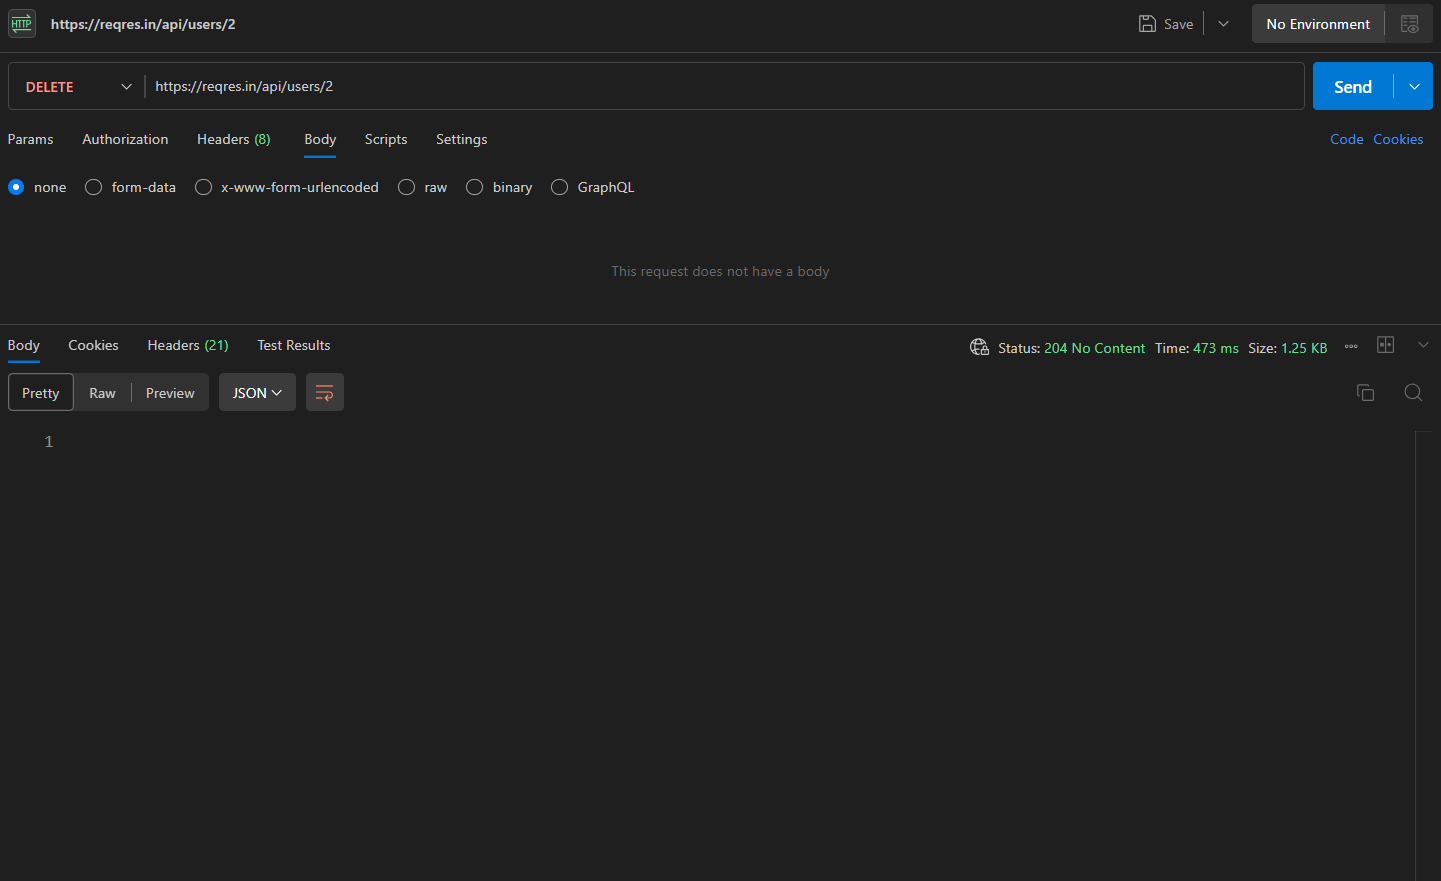 HTTP https://reqres.in/api/users/2 Save No Environment
DELETE https://reqres.in/api/users/2 Send
Params Authorization Headers (8) Body Scripts Settings Code Cookies
none form-data x-www-form-urlencoded raw binary GraphQL
This request does not have a body
Body Cookies Headers (21) Test Results Status: 204 No Content Time: 473 ms Size: 1.25 KB
Pretty Raw Preview JSON
1